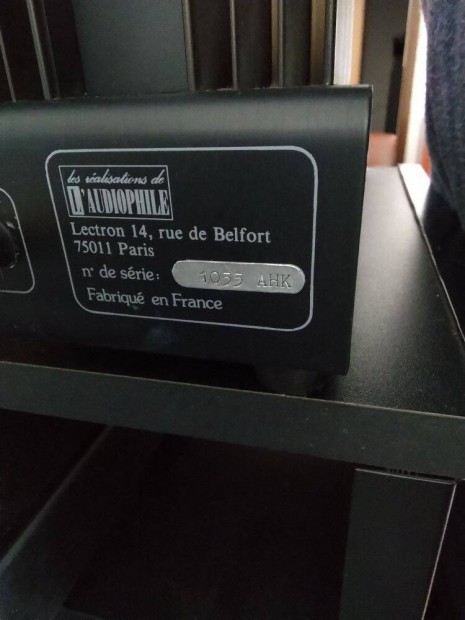 les réalisations de
L'AUDIOPHILE
Lectron 14, rue de Belfort
75011 Paris
n° de série: 1033 AHK
Fabriqué en France